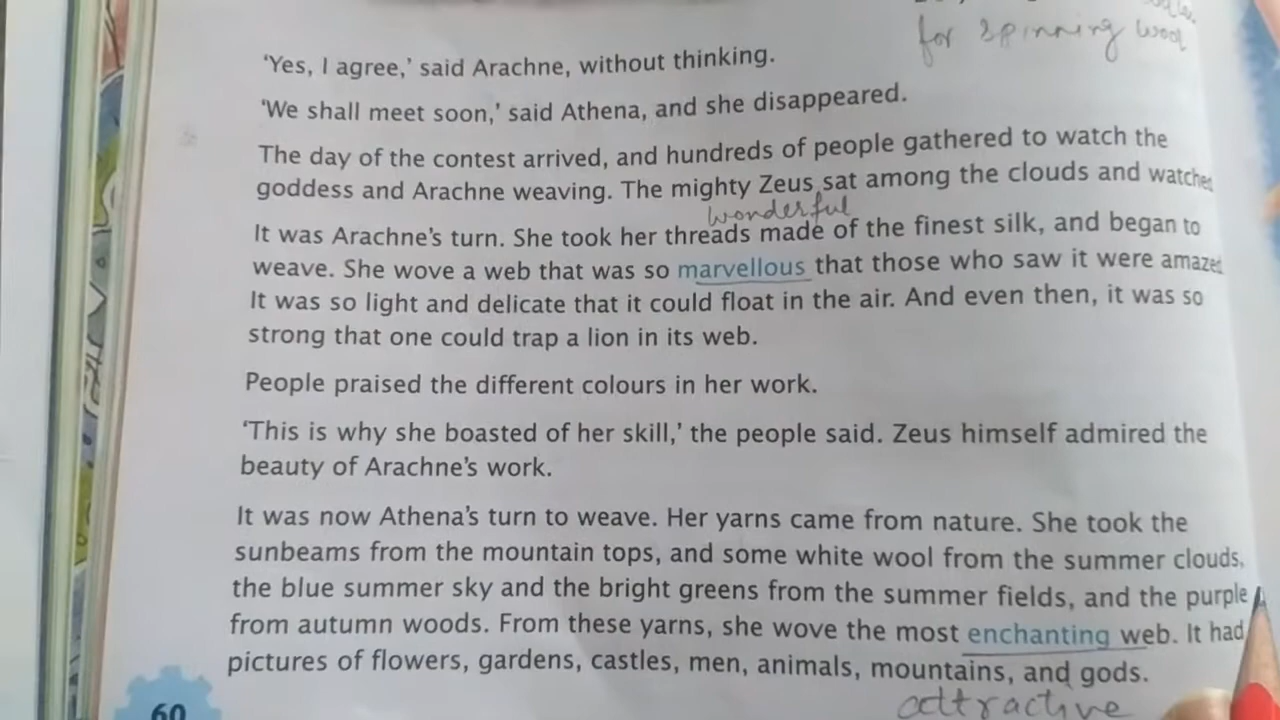 for spinning wool
'Yes, I agree,' said Arachne, without thinking.
'We shall meet soon,' said Athena, and she disappeared.
The day of the contest arrived, and hundreds of people gathered to watch the
goddess and Arachne weaving. The mighty Zeus sat among the clouds and watched
wonderful
It was Arachne's turn. She took her threads made of the finest silk, and began to
weave. She wove a web that was so marvellous that those who saw it were amazed
It was so light and delicate that it could float in the air. And even then, it was so
strong that one could trap a lion in its web.
People praised the different colours in her work.
'This is why she boasted of her skill,' the people said. Zeus himself admired the
beauty of Arachne's work.
It was now Athena's turn to weave. Her yarns came from nature. She took the
sunbeams from the mountain tops, and some white wool from the summer clouds,
the blue summer sky and the bright greens from the summer fields, and the purple
from autumn woods. From these yarns, she wove the most enchanting web. It had
pictures of flowers, gardens, castles, men, animals, mountains, and gods.
attractive
60